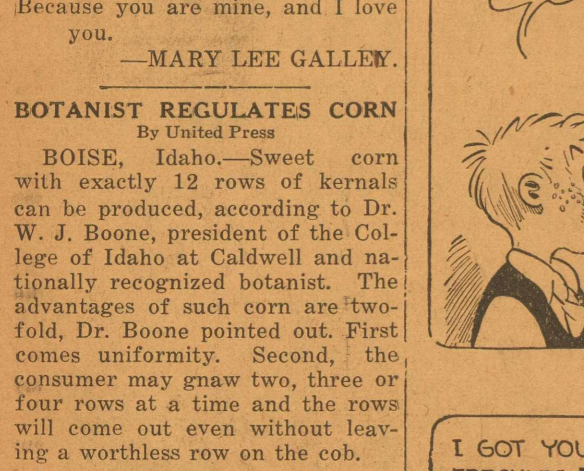 Because you are mine, and I love
you.
—MARY LEE GALLEY.
BOTANIST REGULATES CORN
By United Press
BOISE, Idaho.—Sweet corn
with exactly 12 rows of kernals
can be produced, according to Dr.
W. J. Boone, president of the Col-
lege of Idaho at Caldwell and na-
tionally recognized botanist. The
advantages of such corn are two-
fold, Dr. Boone pointed out. First
comes uniformity. Second, the
consumer may gnaw two, three or
four rows at a time and the rows
will come out even without leav-
ing a worthless row on the cob.
I GOT YOU